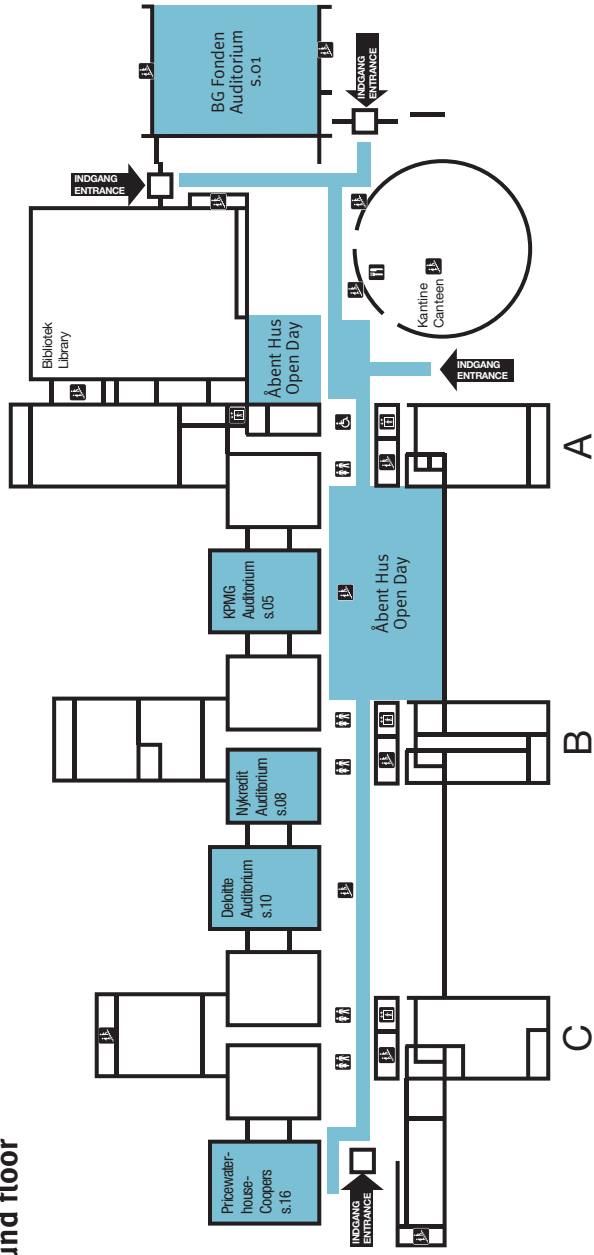 und floor
BG Fonden
Auditorium
s.01
INDGANG
ENTRANCE
INDGANG
ENTRANCE
Bibliotek
Library
Åbent Hus
Open Day
Kantine
Canteen
INDGANG
ENTRANCE
A
KPMG
Auditorium
s.05
Åbent Hus
Open Day
B
Nykredit
Auditorium
s.08
Deloitte
Auditorium
s.10
C
Pricewater-
house-
Coopers
s.16
INDGANG
ENTRANCE